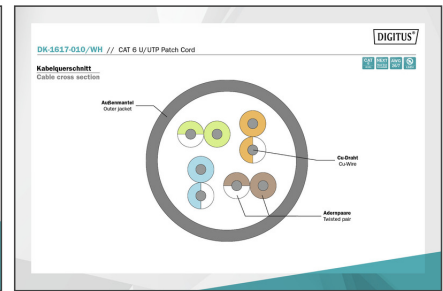 DIGITUS®
DK-1617-010/WH // CAT 6 U/UTP Patch Cord
Kabelquerschnitt
Cable cross section
Außenmantel
Outer jacket
Cu-Draht
Cu-Wire
Adernpaare
Twisted pair